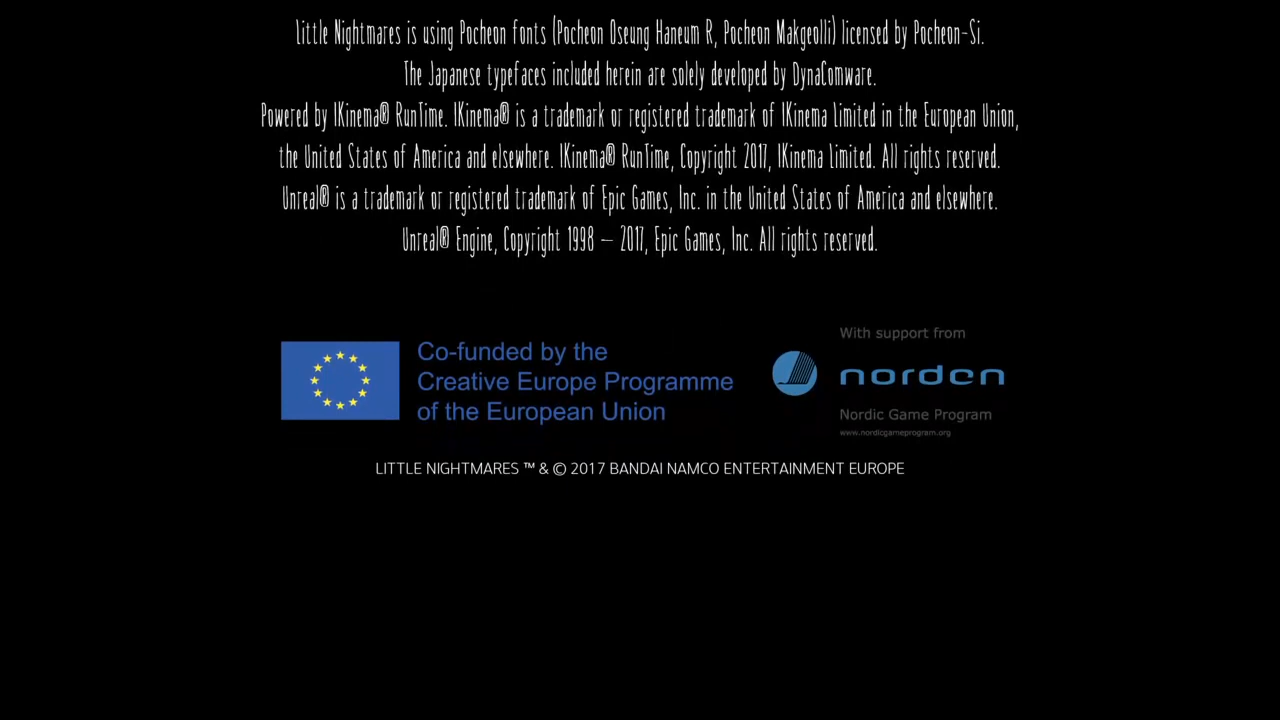 Little Nightmares is using Pocheon fonts (Pocheon Oseung Haneum R, Pocheon Makgeolli) licensed by Pocheon-Si.
The Japanese typefaces included herein are solely developed by DynaComware.
Powered by IKinema® RunTime. IKinema® is a trademark or registered trademark of IKinema Limited in the European Union,
the United States of America and elsewhere. IKinema® RunTime, Copyright 2017, IKinema Limited. All rights reserved.
Unreal® is a trademark or registered trademark of Epic Games, Inc. in the United States of America and elsewhere.
Unreal® Engine, Copyright 1998 – 2017, Epic Games, Inc. All rights reserved.
Co-funded by the
Creative Europe Programme
of the European Union
With support from
norden
Nordic Game Program
www.nordicgameprogram.org
LITTLE NIGHTMARES ™ & © 2017 BANDAI NAMCO ENTERTAINMENT EUROPE